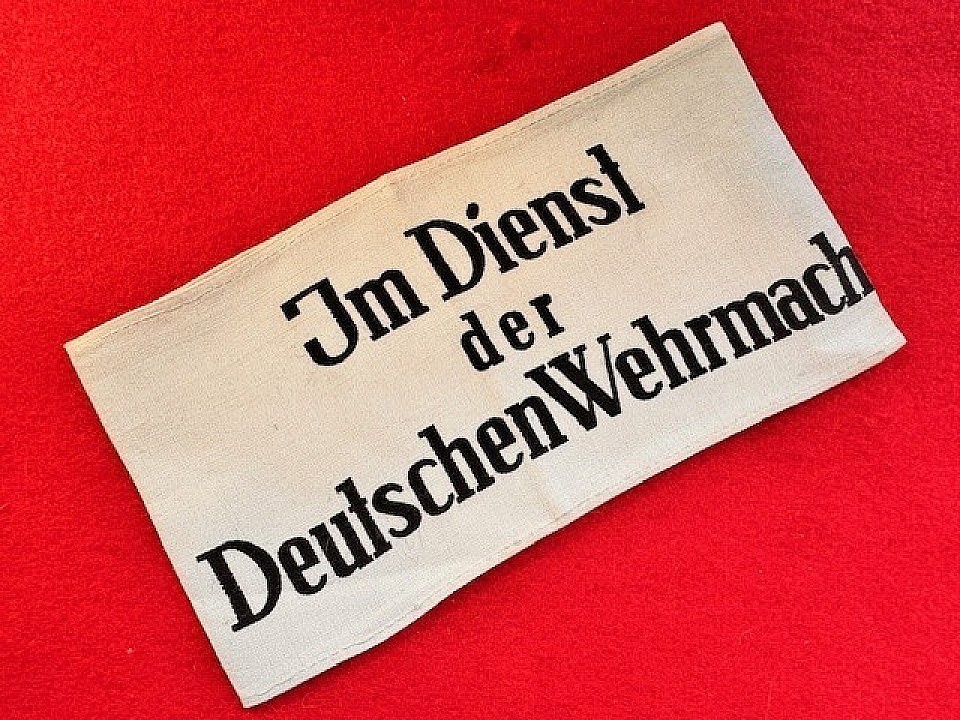 Im Dienst
der
Deutschen Wehrmach